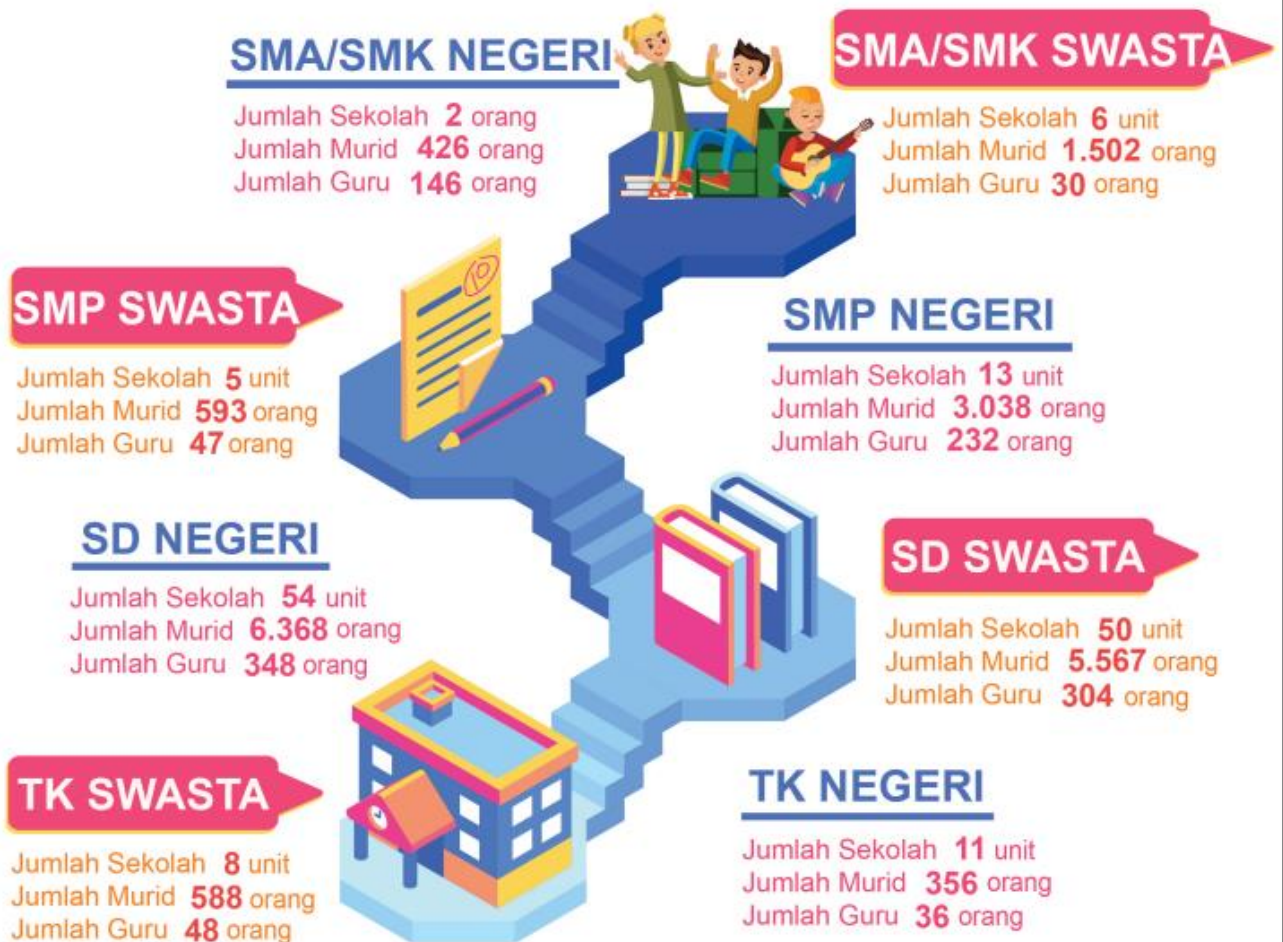 SMA/SMK NEGERI
Jumlah Sekolah 2 orang
Jumlah Murid 426 orang
Jumlah Guru 146 orang
SMA/SMK SWASTA
Jumlah Sekolah 6 unit
Jumlah Murid 1.502 orang
Jumlah Guru 30 orang
SMP SWASTA
Jumlah Sekolah 5 unit
Jumlah Murid 593 orang
Jumlah Guru 47 orang
10
SMP NEGERI
Jumlah Sekolah 13 unit
Jumlah Murid 3.038 orang
Jumlah Guru 232 orang
SD NEGERI
Jumlah Sekolah 54 unit
Jumlah Murid 6.368 orang
Jumlah Guru 348 orang
SD SWASTA
Jumlah Sekolah 50 unit
Jumlah Murid 5.567 orang
Jumlah Guru 304 orang
TK SWASTA
Jumlah Sekolah 8 unit
Jumlah Murid 588 orang
Jumlah Guru 48 orang
TK NEGERI
Jumlah Sekolah 11 unit
Jumlah Murid 356 orang
Jumlah Guru 36 orang